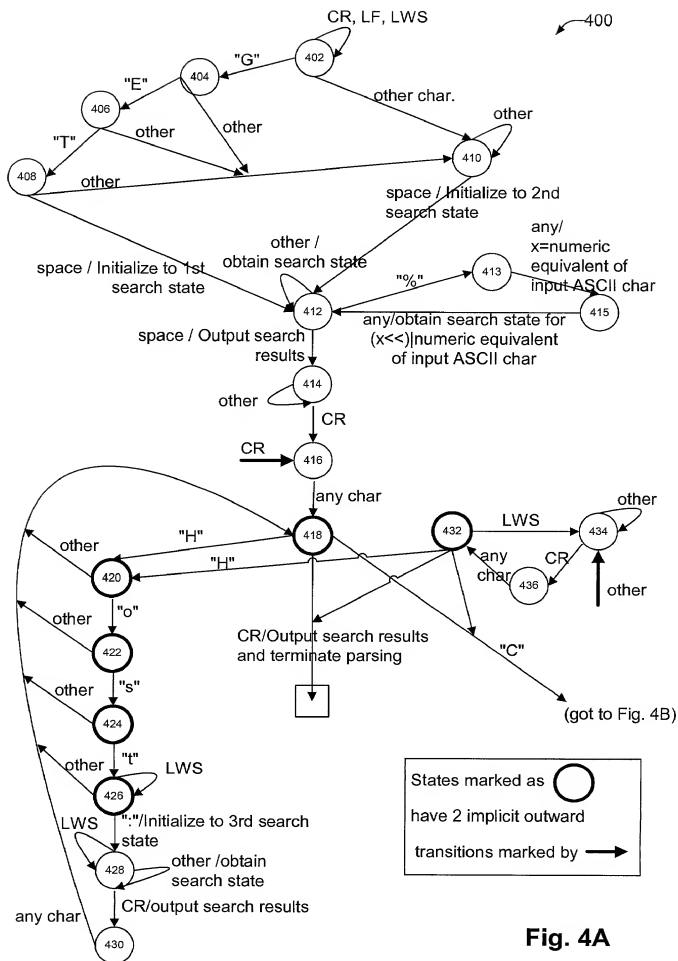 CR, LF, LWS
400
402
"G"
404
"E"
406
other char.
other
"T"
other
other
410
408
other
space / Initialize to 2nd
search state
other /
obtain search state
any/
x=numeric
equivalent of
input ASCII char
413
"%"
space / Initialize to 1st
search state
412
415
any/obtain search state for
(x<<)|numeric equivalent
of input ASCII char
space / Output search
results
414
other
CR
CR
416
any char
other
418
432
LWS
434
"H"
other
"H"
any
char
CR
420
436
other
"o"
other
CR/Output search results
and terminate parsing
"C"
422
"s"
other
(got to Fig. 4B)
424
"t"
other
LWS
426
States marked as
have 2 implicit outward
transitions marked by
":"/Initialize to 3rd search
state
LWS
other /obtain
search state
428
CR/output search results
any char
430
Fig. 4A